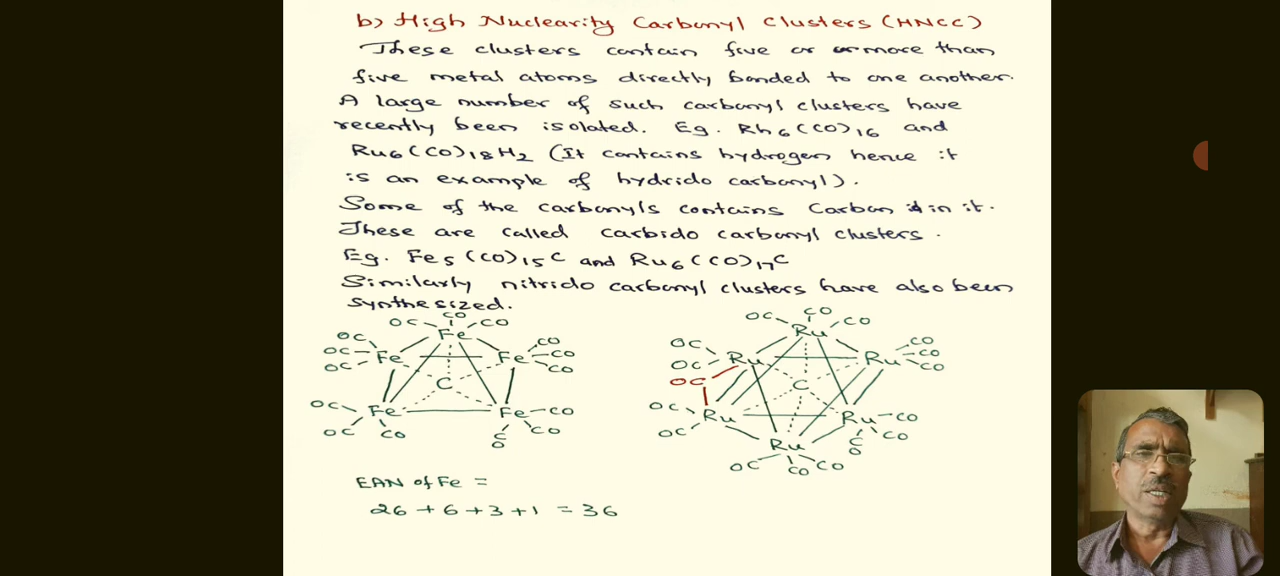 b) High Nuclearity Carbonyl Clusters (HNCC)
These clusters contain five or or more than
five metal atoms directly bonded to one another.
A large number of such carbonyl clusters have
recently been isolated. Eg. Rh6(CO)16 and
Ru6(CO)18H2 (It contains hydrogen hence it
is an example of hydrido carbonyl).
Some of the carbonyls contains Carbon in it.
These are called carbido carbonyl clusters.
Eg. Fe5(CO)15C and Ru6(CO)17C
Similarly nitrido carbonyl clusters have also been
synthesized.
OC CO CO
Fe
OC OC OC Fe Fe CO CO CO
C
OC OC CO Fe Fe CO CO CO
OC CO CO
Ru
OC OC Ru Ru CO CO CO
OC C
OC OC Ru Ru CO CO CO
Ru
OC CO CO
EAN of Fe =
26 + 6 + 3 + 1 = 36